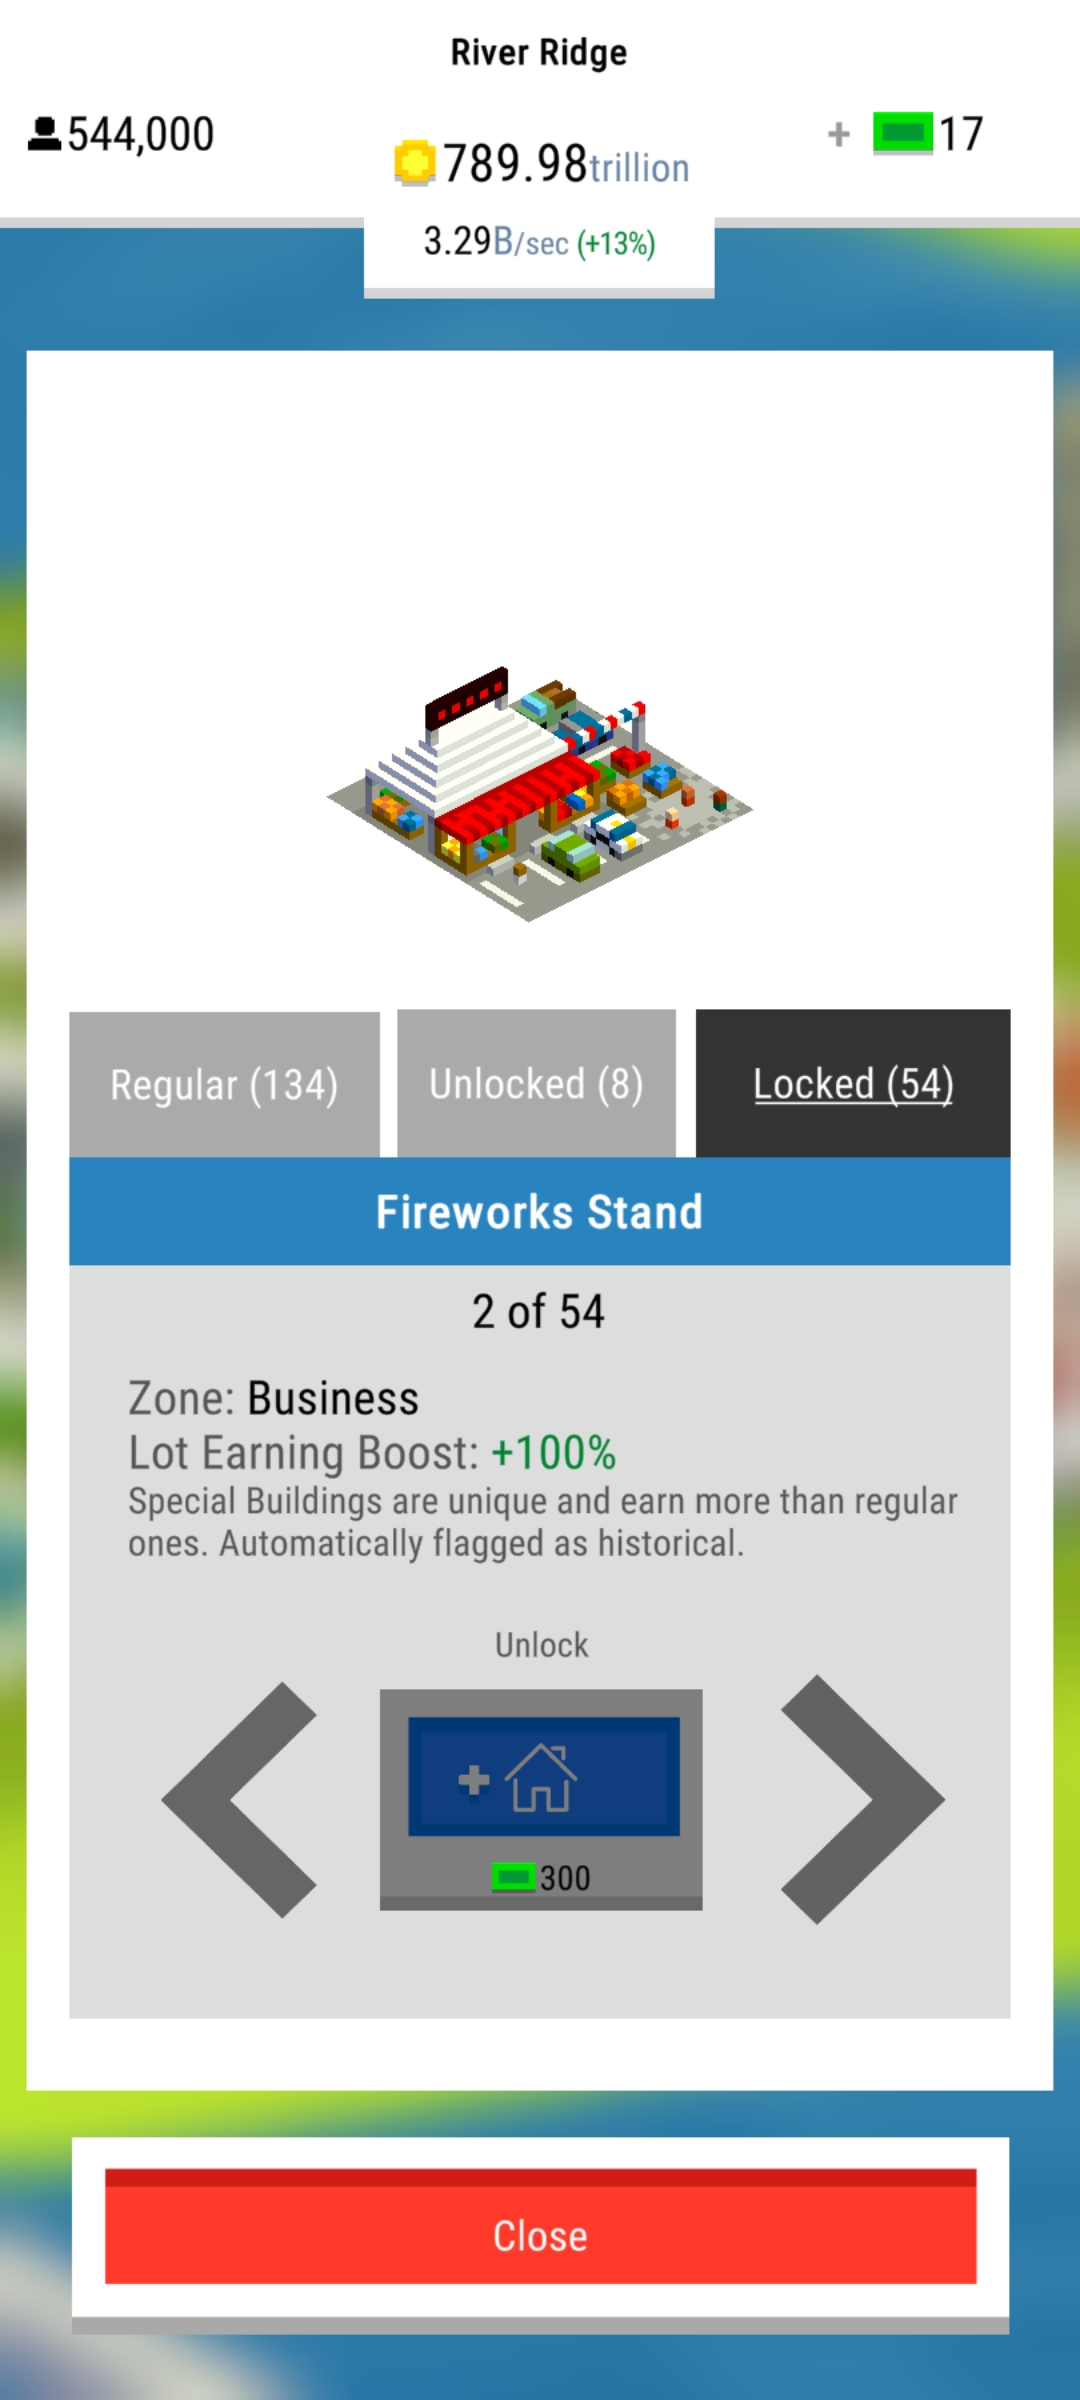 River Ridge
544,000
+ 17
789.98trillion
3.29B/sec (+13%)
Regular (134)
Unlocked (8)
Locked (54)
Fireworks Stand
2 of 54
Zone: Business
Lot Earning Boost: +100%
Special Buildings are unique and earn more than regular
ones. Automatically flagged as historical.
Unlock
+
300
Close